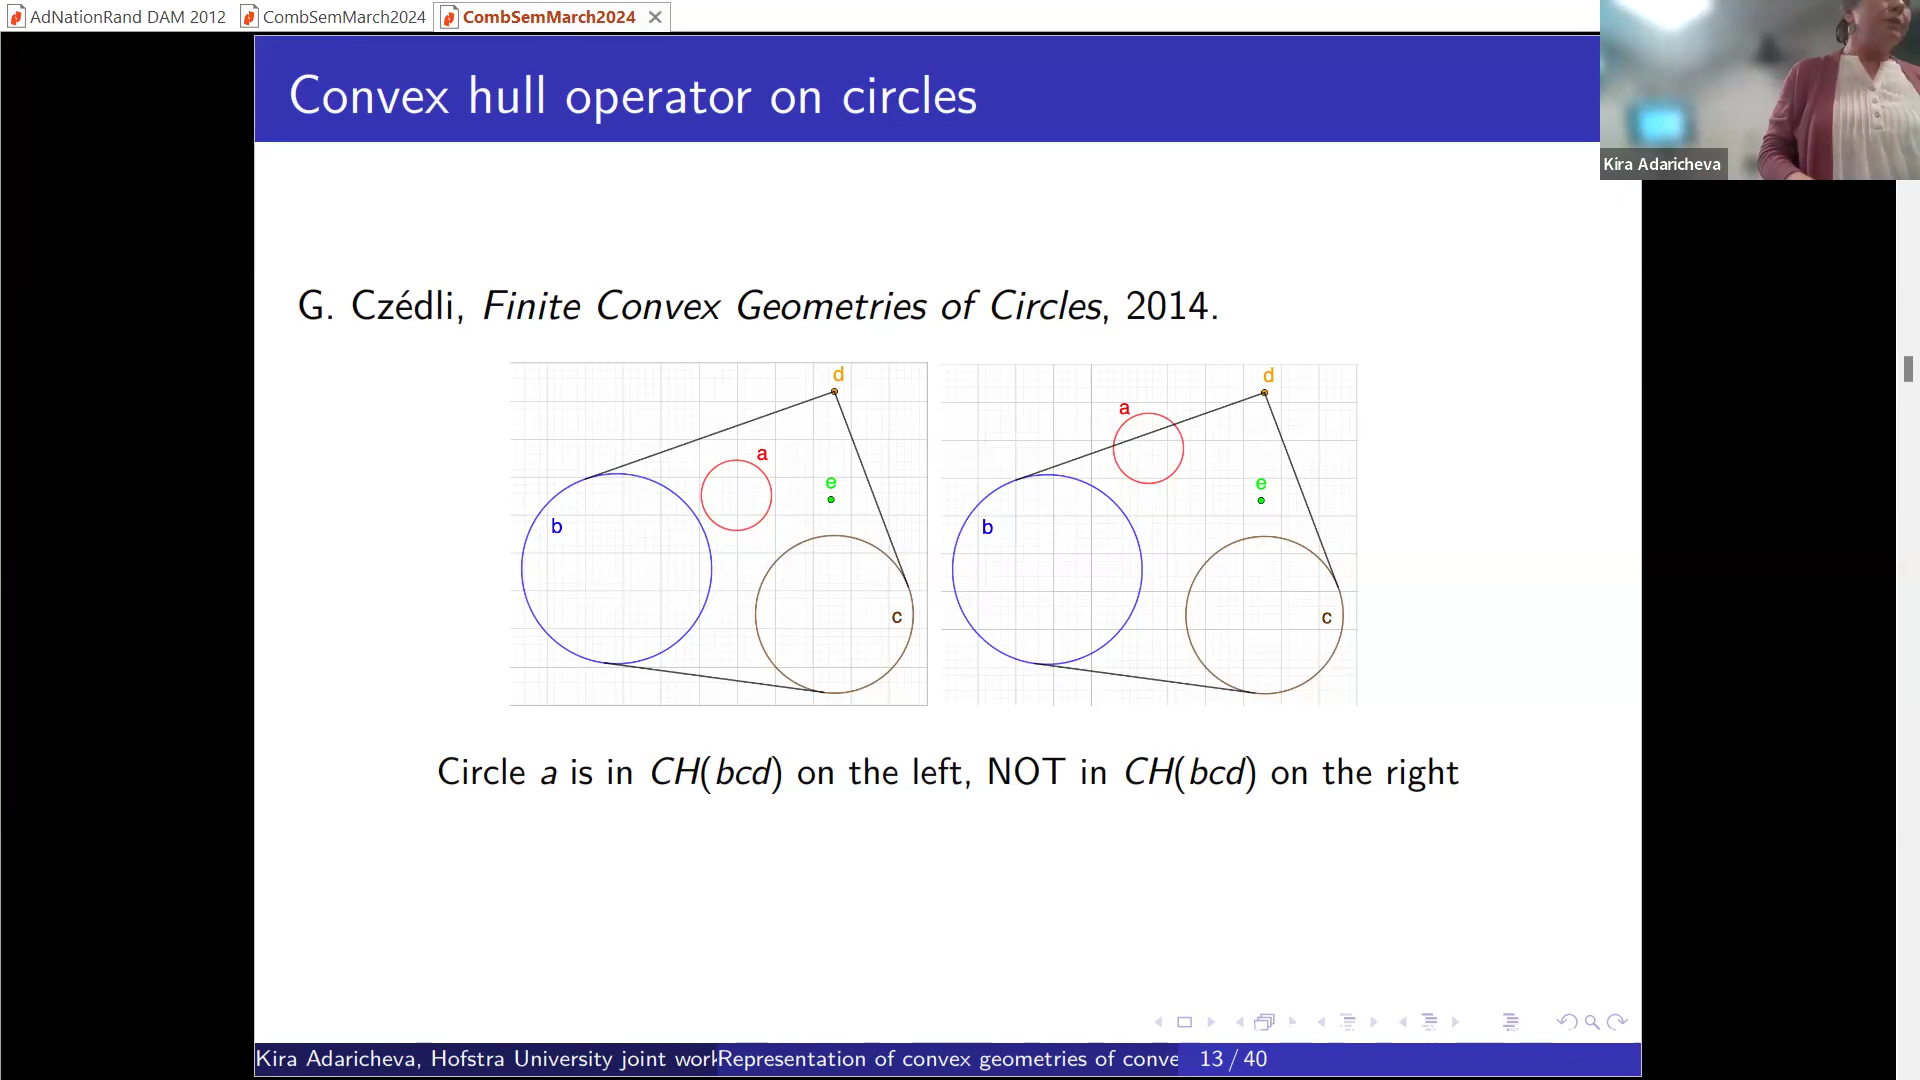 AdNationRand DAM 2012 CombSemMarch2024 CombSemMarch2024
Convex hull operator on circles
Kira Adaricheva
G. Czédli, Finite Convex Geometries of Circles, 2014.
d
a
e
b
c
d
a
e
b
c
Circle a is in CH(bcd) on the left, NOT in CH(bcd) on the right
Kira Adaricheva, Hofstra University joint work Representation of convex geometries of conve 13 / 40